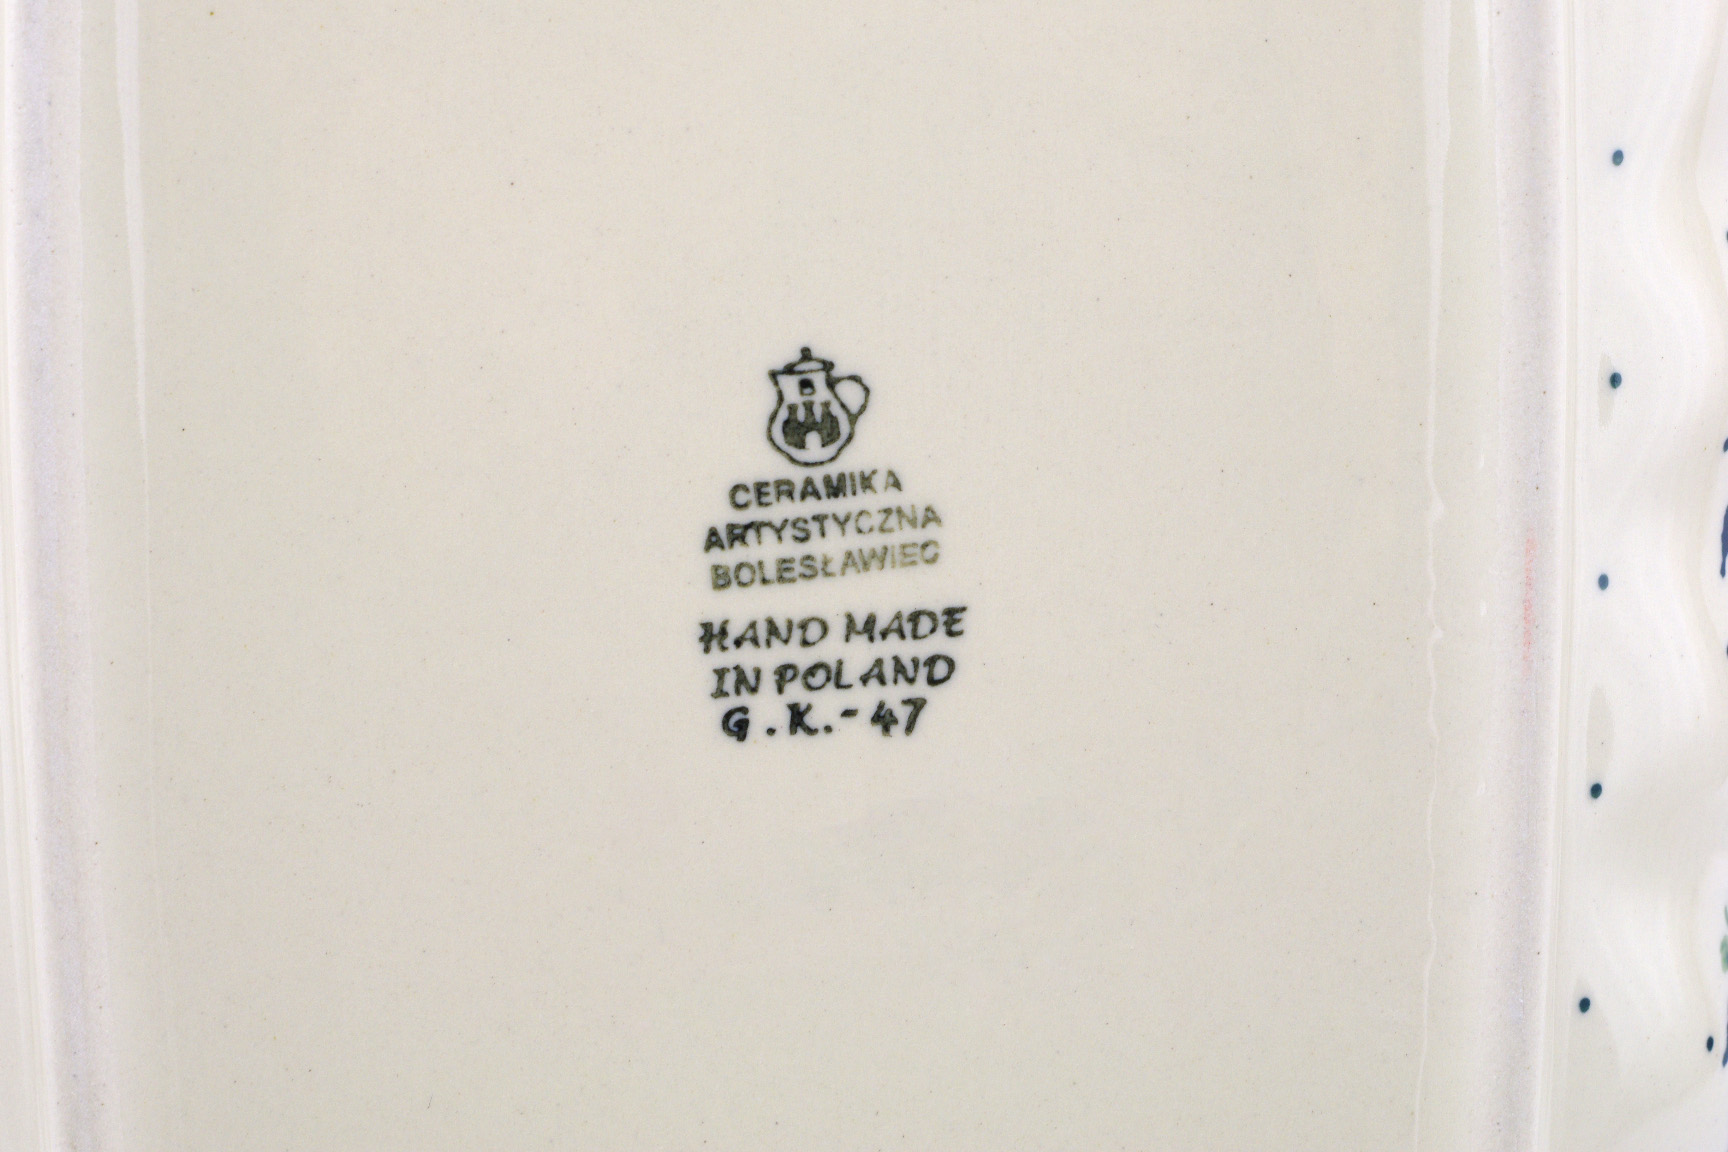 CERAMIKA
ARTYSTYCZNA
BOLESŁAWIEC
HAND MADE
IN POLAND
G.K.-47